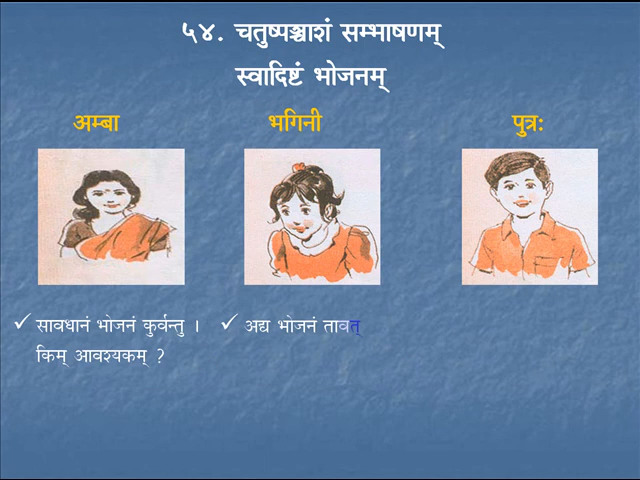 ५४. चतुष्पञ्चाशं सम्भाषणम्
स्वादिष्टं भोजनम्
अम्बा
भगिनी
पुत्रः
सावधानं भोजनं कुर्वन्तु ।
किम् आवश्यकम् ?
अद्य भोजनं तावत्